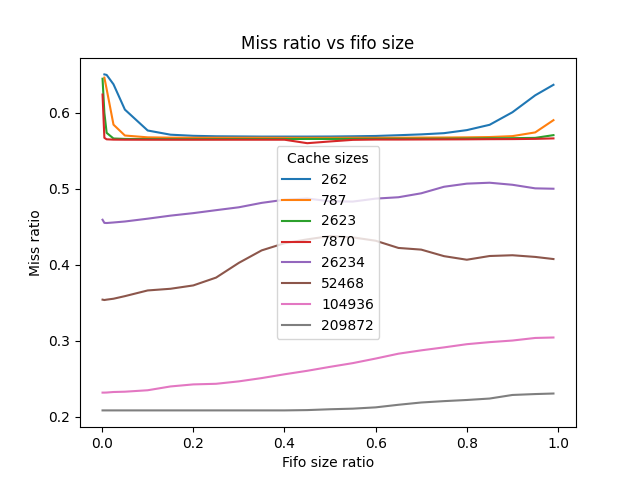 Miss ratio vs fifo size
Miss ratio
0.6
0.5
0.4
0.3
0.2
Cache sizes
262
787
2623
7870
26234
52468
104936
209872
0.0 0.2 0.4 0.6 0.8 1.0
Fifo size ratio